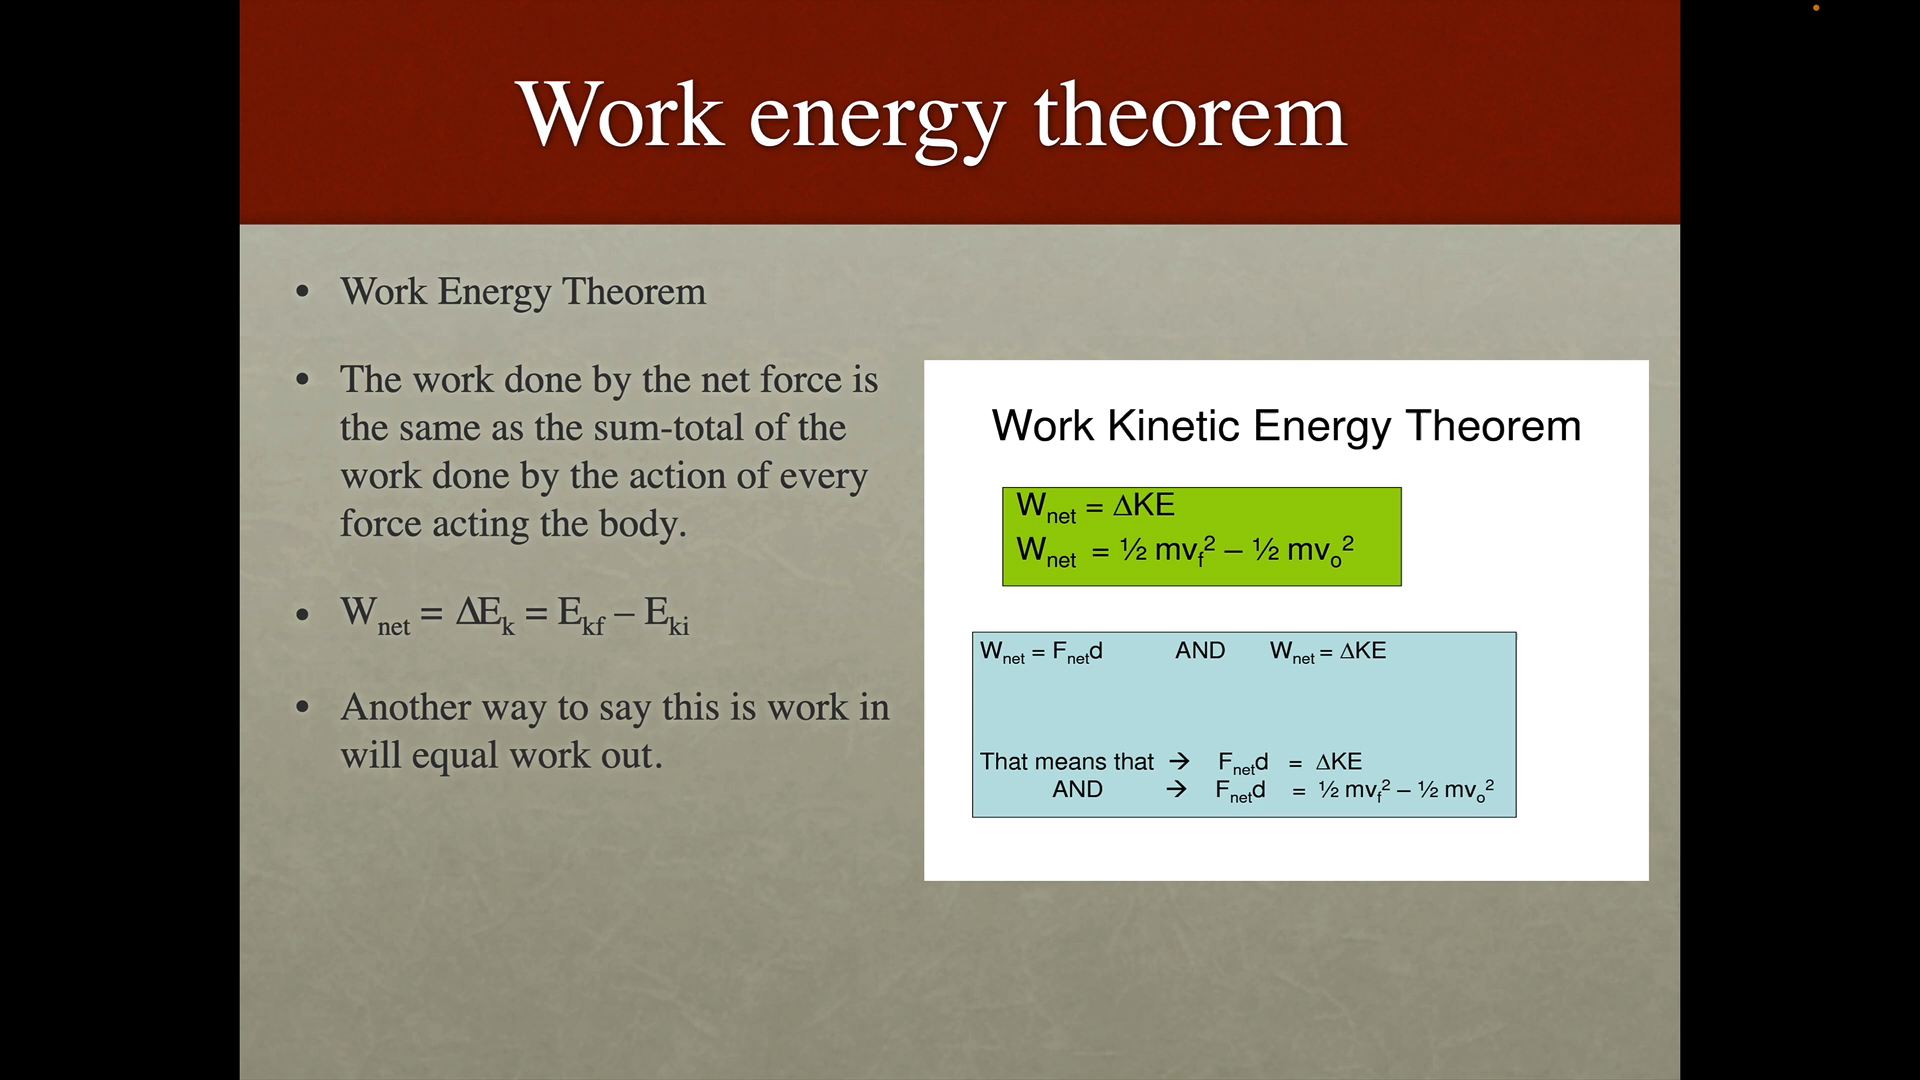 Work energy theorem
• Work Energy Theorem
• The work done by the net force is
the same as the sum-total of the
work done by the action of every
force acting the body.
• Wnet = ΔEk = Ekf – Eki
• Another way to say this is work in
will equal work out.
Work Kinetic Energy Theorem
Wnet = ΔKE
Wnet = ½ mvf² – ½ mvo²
Wnet = Fnetd AND Wnet = ΔKE
That means that → Fnetd = ΔKE
AND → Fnetd = ½ mvf² – ½ mvo²